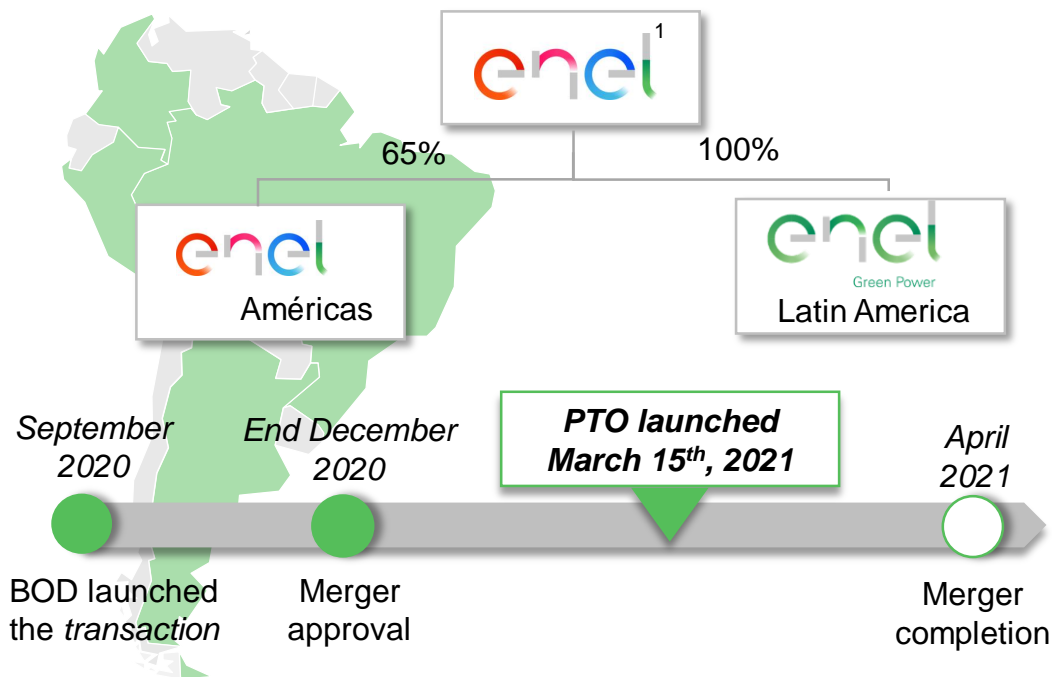 enel 1
65%
100%
enel
Américas
enel
Green Power
Latin America
September
2020
End December
2020
PTO launched
March 15th, 2021
April
2021
BOD launched
the transaction
Merger
approval
Merger
completion